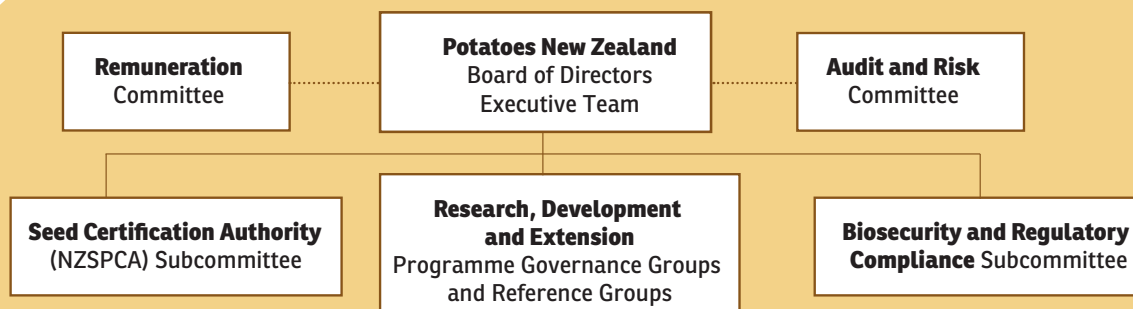 Remuneration
Committee
Potatoes New Zealand
Board of Directors
Executive Team
Audit and Risk
Committee
Seed Certification Authority
(NZSPCA) Subcommittee
Research, Development
and Extension
Programme Governance Groups
and Reference Groups
Biosecurity and Regulatory
Compliance Subcommittee